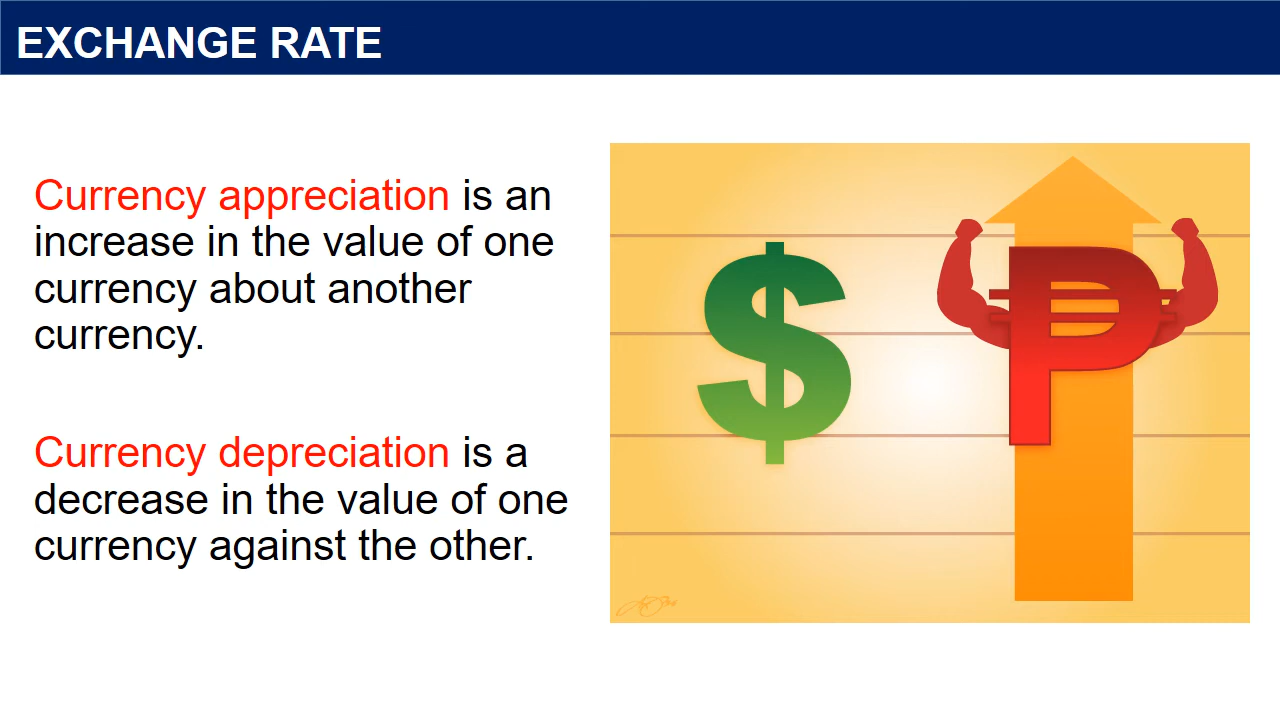 EXCHANGE RATE
Currency appreciation is an
increase in the value of one
currency about another
currency.
Currency depreciation is a
decrease in the value of one
currency against the other.
$
₱